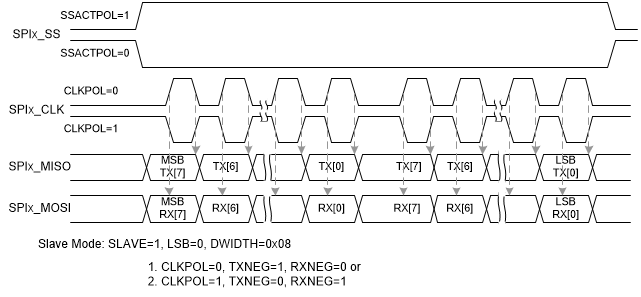 SSACTPOL=1
SPIx_SS
SSACTPOL=0
CLKPOL=0
SPIx_CLK
CLKPOL=1
SPIx_MISO MSB TX[7] TX[6] TX[0] TX[7] TX[6] LSB TX[0]
SPIx_MOSI MSB RX[7] RX[6] RX[0] RX[7] RX[6] LSB RX[0]
Slave Mode: SLAVE=1, LSB=0, DWIDTH=0x08
1. CLKPOL=0, TXNEG=1, RXNEG=0 or
2. CLKPOL=1, TXNEG=0, RXNEG=1